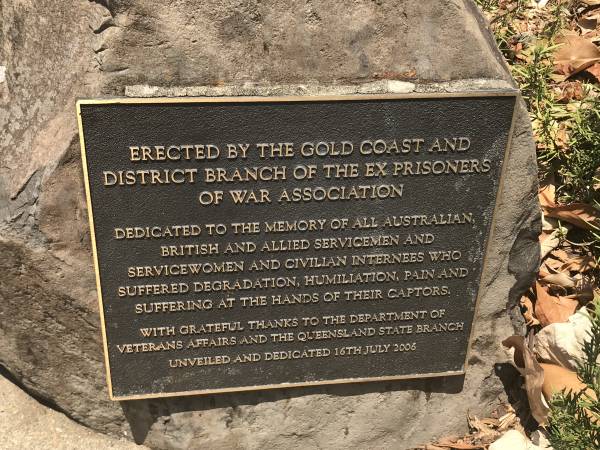 ERECTED BY THE GOLD COAST AND
DISTRICT BRANCH OF THE EX PRISONERS
OF WAR ASSOCIATION
DEDICATED TO THE MEMORY OF ALL AUSTRALIAN,
BRITISH AND ALLIED SERVICEMEN AND
SERVICEWOMEN AND CIVILIAN INTERNEES WHO
SUFFERED DEGRADATION, HUMILIATION, PAIN AND
SUFFERING AT THE HANDS OF THEIR CAPTORS.
WITH GRATEFUL THANKS TO THE DEPARTMENT OF
VETERANS AFFAIRS AND THE QUEENSLAND STATE BRANCH
UNVEILED AND DEDICATED 16TH JULY 2006